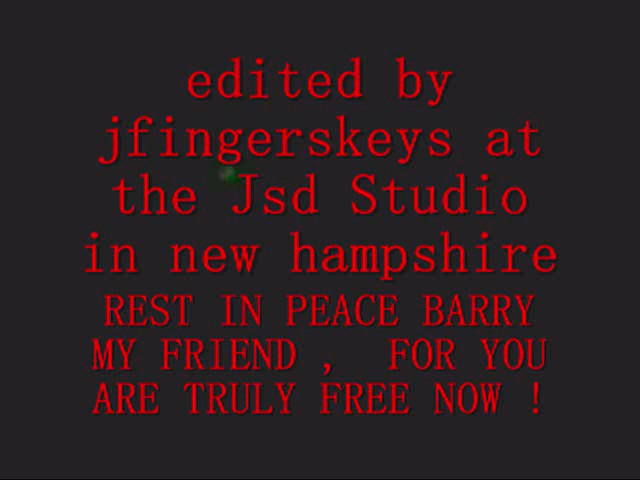 edited by
jfingerskeys at
the Jsd Studio
in new hampshire
REST IN PEACE BARRY
MY FRIEND ,  FOR YOU
ARE TRULY FREE NOW !